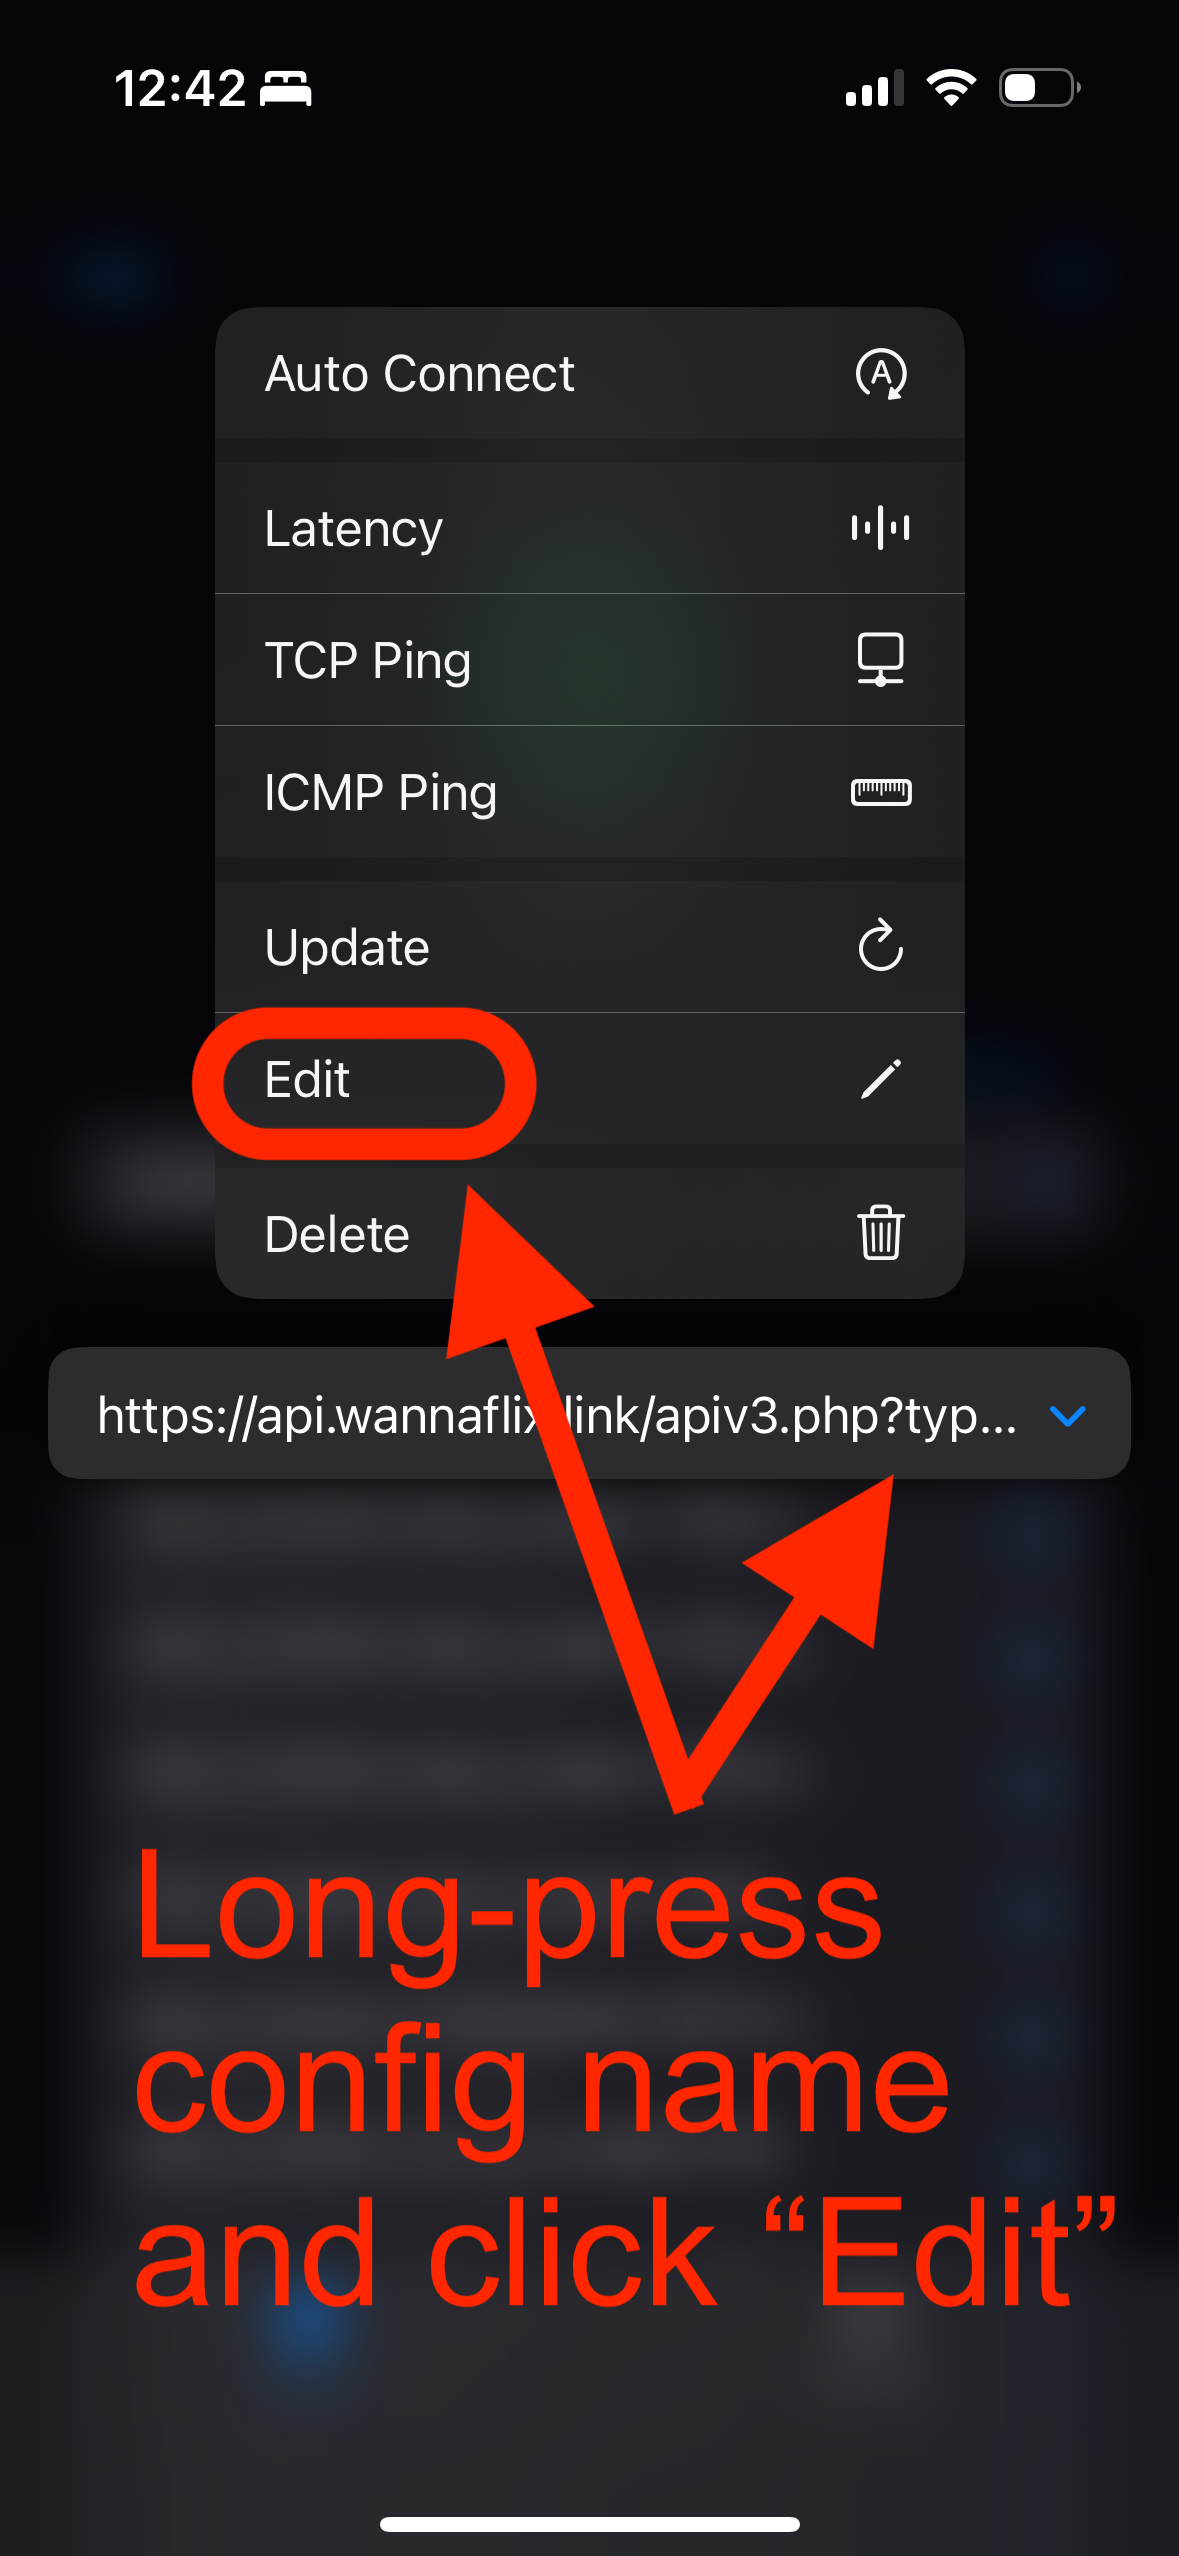 12:42
Auto Connect
Latency
TCP Ping
ICMP Ping
Update
Edit
Delete
https://api.wannaflix.link/apiv3.php?typ...
Long-press
config name
and click “Edit”